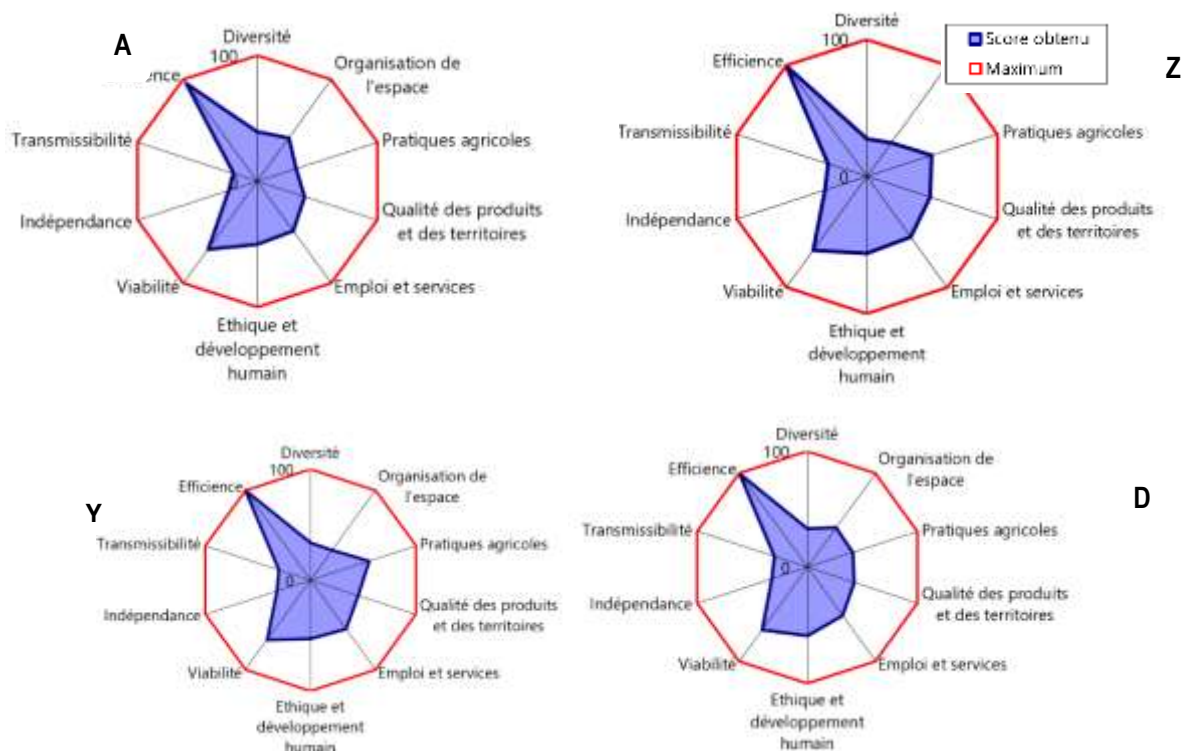 A
Diversité
100
Organisation de
l'espace
ence
Transmissibilité
Pratiques agricoles
0
Indépendance
Qualité des produits
et des territoires
Viabilité
Emploi et services
Ethique et
développement
humain
Z
Diversité
100
Score obtenu
Maximum
Efficience
Transmissibilité
Pratiques agricoles
0
Indépendance
Qualité des produits
et des territoires
Viabilité
Emploi et services
Ethique et
développement
humain
Y
Diversité
100
Efficience
Organisation de
l'espace
Transmissibilité
Pratiques agricoles
0
Indépendance
Qualité des produits
et des territoires
Viabilité
Emploi et services
Ethique et
développement
humain
D
Diversité
100
Efficience
Organisation de
l'espace
Transmissibilité
Pratiques agricoles
0
Indépendance
Qualité des produits
et des territoires
Viabilité
Emploi et services
Ethique et
développement
humain